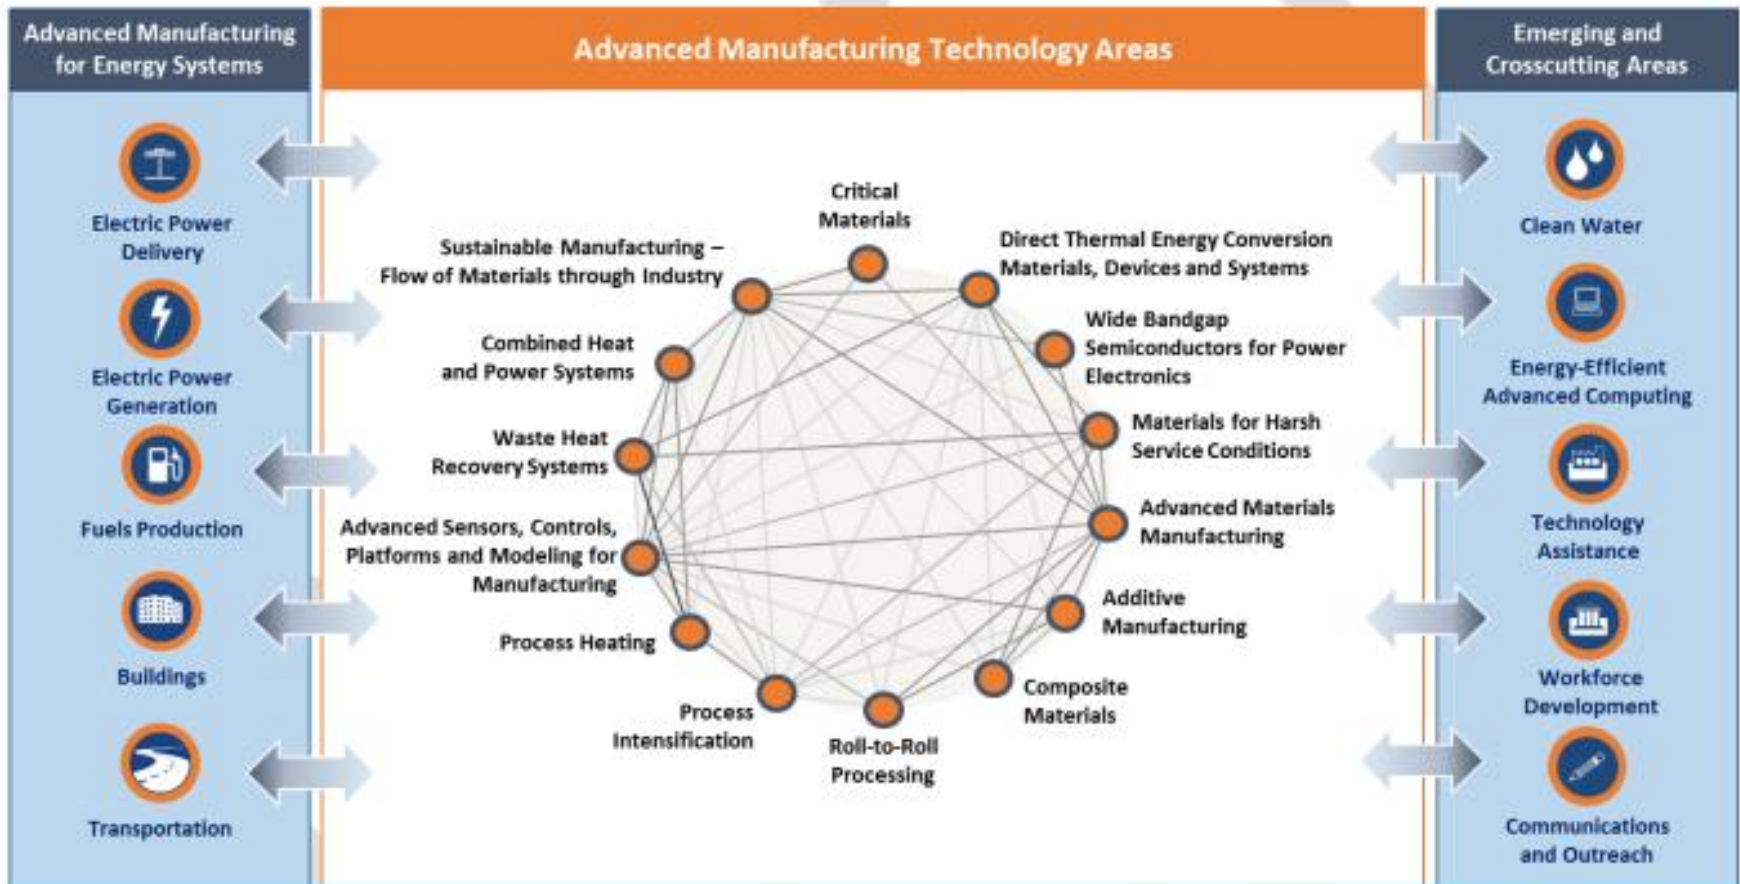 Advanced Manufacturing
for Energy Systems
Electric Power
Delivery
Electric Power
Generation
Fuels Production
Buildings
Transportation
Advanced Manufacturing Technology Areas
Critical
Materials
Direct Thermal Energy Conversion
Materials, Devices and Systems
Wide Bandgap
Semiconductors for Power
Electronics
Materials for Harsh
Service Conditions
Advanced Materials
Manufacturing
Additive
Manufacturing
Composite
Materials
Roll-to-Roll
Processing
Process
Intensification
Process Heating
Advanced Sensors, Controls,
Platforms and Modeling for
Manufacturing
Waste Heat
Recovery Systems
Combined Heat
and Power Systems
Sustainable Manufacturing –
Flow of Materials through Industry
Emerging and
Crosscutting Areas
Clean Water
Energy-Efficient
Advanced Computing
Technology
Assistance
Workforce
Development
Communications
and Outreach